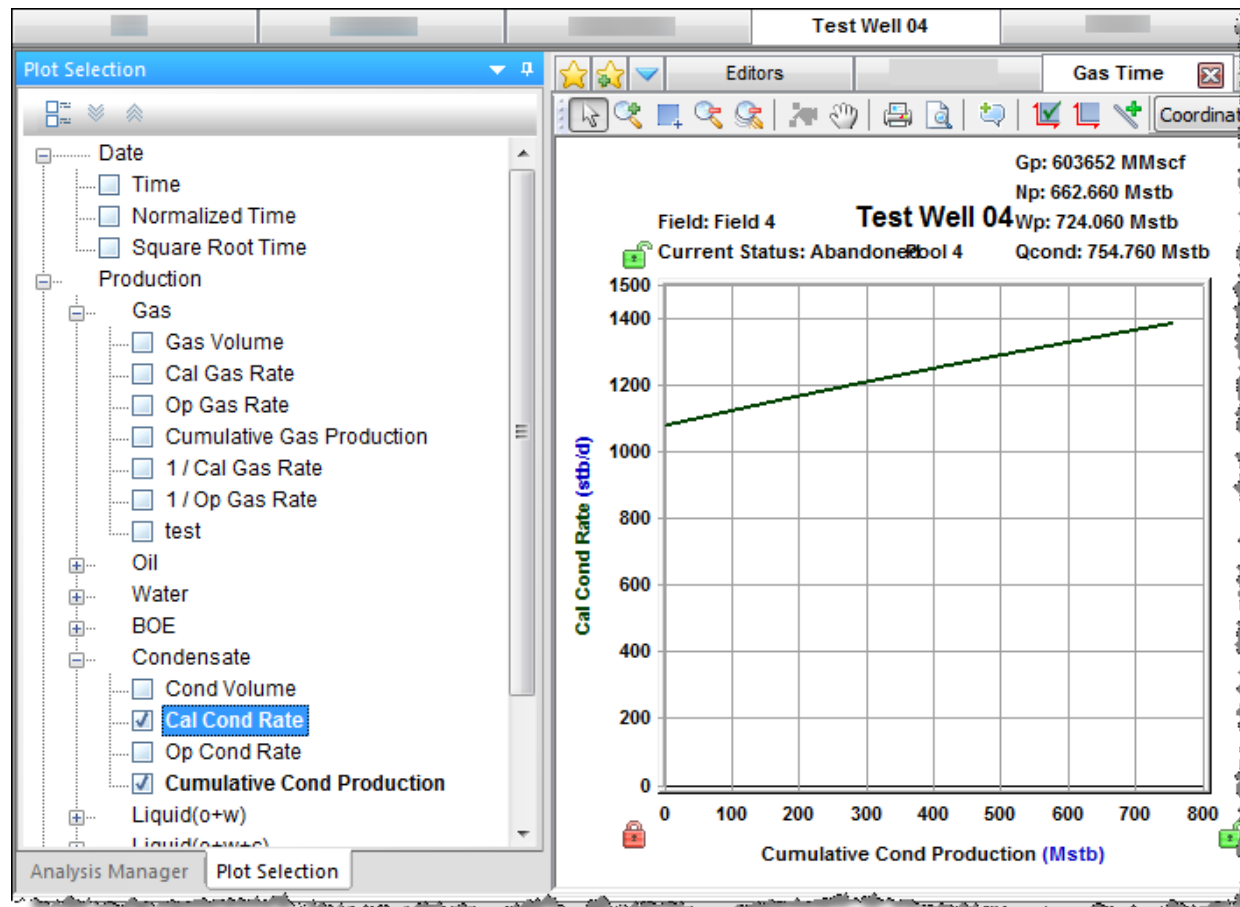 Test Well 04
Plot Selection
Editors
Gas Time
Coordinat
Date
Time
Normalized Time
Square Root Time
Production
Gas
Gas Volume
Cal Gas Rate
Op Gas Rate
Cumulative Gas Production
1 / Cal Gas Rate
1 / Op Gas Rate
test
Oil
Water
BOE
Condensate
Cond Volume
Cal Cond Rate
Op Cond Rate
Cumulative Cond Production
Liquid(o+w)
Liquid(o+w+c)
Analysis Manager
Plot Selection
Gp: 603652 MMscf
Np: 662.660 Mstb
Field: Field 4
Test Well 04
Wp: 724.060 Mstb
Current Status: Abandoned
Pool 4
Qcond: 754.760 Mstb
1500
1400
1200
1000
800
600
400
200
0
Cal Cond Rate (stb/d)
0 100 200 300 400 500 600 700 800
Cumulative Cond Production (Mstb)